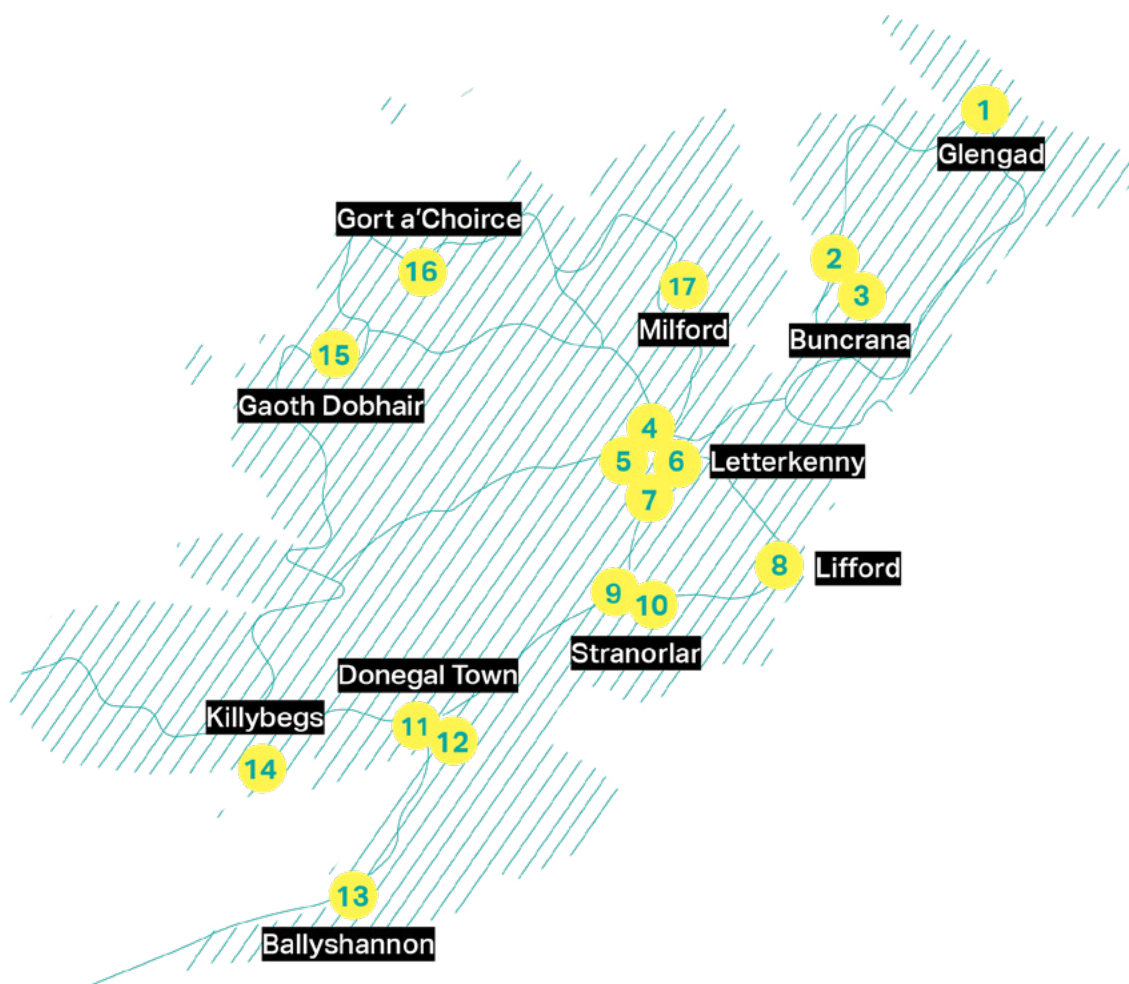 1
Glengad
Gort a'Choirce
2
16
17
3
Milford
Buncrana
15
Gaoth Dobhair
4
5
6
Letterkenny
7
8
Lifford
9
10
Stranorlar
Donegal Town
Killybegs
11
12
14
13
Ballyshannon